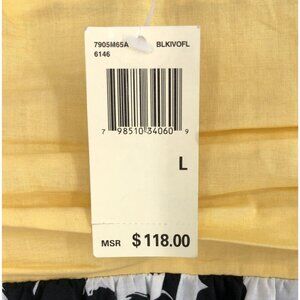 7905M65A BLKIVOFL
6146
7 98510 34060 9
L
MSR $118.00